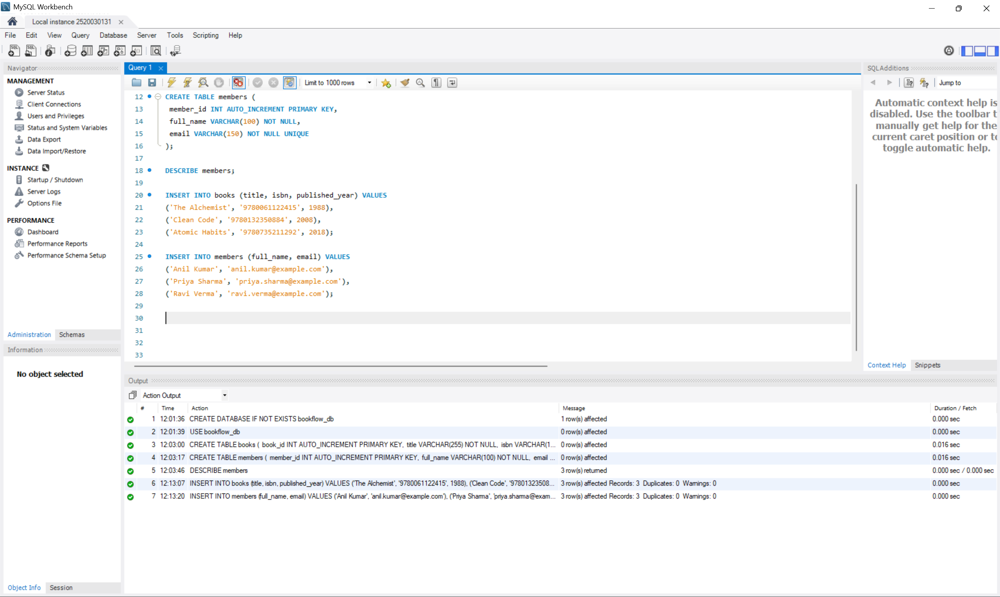 MySQL Workbench
Local instance 2520030131
File Edit View Query Database Server Tools Scripting Help
Navigator
MANAGEMENT
Server Status
Client Connections
Users and Privileges
Status and System Variables
Data Export
Data Import/Restore
INSTANCE
Startup / Shutdown
Server Logs
Options File
PERFORMANCE
Dashboard
Performance Reports
Performance Schema Setup
Administration Schemas
Information
No object selected
Object Info Session
Query 1
Limit to 1000 rows
12 CREATE TABLE members (
13 member_id INT AUTO_INCREMENT PRIMARY KEY,
14 full_name VARCHAR(100) NOT NULL,
15 email VARCHAR(150) NOT NULL UNIQUE
16 );
17
18 DESCRIBE members;
19
20 INSERT INTO books (title, isbn, published_year) VALUES
21 ('The Alchemist', '9780061122415', 1988),
22 ('Clean Code', '9780132350884', 2008),
23 ('Atomic Habits', '9780735211292', 2018);
24
25 INSERT INTO members (full_name, email) VALUES
26 ('Anil Kumar', 'anil.kumar@example.com'),
27 ('Priya Sharma', 'priya.sharma@example.com'),
28 ('Ravi Verma', 'ravi.verma@example.com');
29
30
31
32
33
SQLAdditions
Jump to
Automatic context help is
disabled. Use the toolbar t
manually get help for the
current caret position or to
toggle automatic help.
Context Help Snippets
Output
Action Output
# Time Action Message Duration / Fetch
1 12:01:36 CREATE DATABASE IF NOT EXISTS bookflow_db 1 row(s) affected 0.000 sec
2 12:01:39 USE bookflow_db 0 row(s) affected 0.000 sec
3 12:03:00 CREATE TABLE books ( book_id INT AUTO_INCREMENT PRIMARY KEY, title VARCHAR(255) NOT NULL, isbn VARCHAR(1... 0 row(s) affected 0.016 sec
4 12:03:17 CREATE TABLE members ( member_id INT AUTO_INCREMENT PRIMARY KEY, full_name VARCHAR(100) NOT NULL, email ... 0 row(s) affected 0.016 sec
5 12:03:46 DESCRIBE members 3 row(s) returned 0.000 sec / 0.000 sec
6 12:13:07 INSERT INTO books (title, isbn, published_year) VALUES ('The Alchemist', '9780061122415', 1988), ('Clean Code', '97801323508... 3 row(s) affected Records: 3 Duplicates: 0 Warnings: 0 0.000 sec
7 12:13:20 INSERT INTO members (full_name, email) VALUES ('Anil Kumar', 'anil.kumar@example.com'), ('Priya Sharma', 'priya.sharma@exam... 3 row(s) affected Records: 3 Duplicates: 0 Warnings: 0 0.000 sec